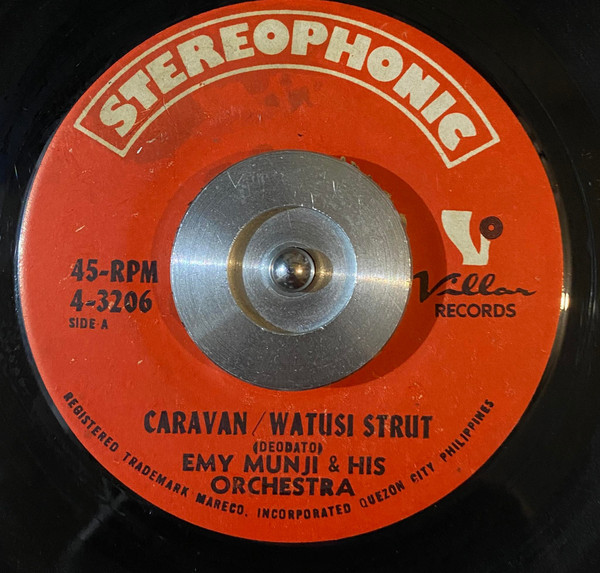 STEREOPHONIC
45-RPM
4-3206
SIDE A
Villar
RECORDS
CARAVAN/WATUSI STRUT
(DEODATO)
EMY MUNJI & HIS
ORCHESTRA
REGISTERED TRADEMARK MARECO, INCORPORATED QUEZON CITY PHILIPPINES